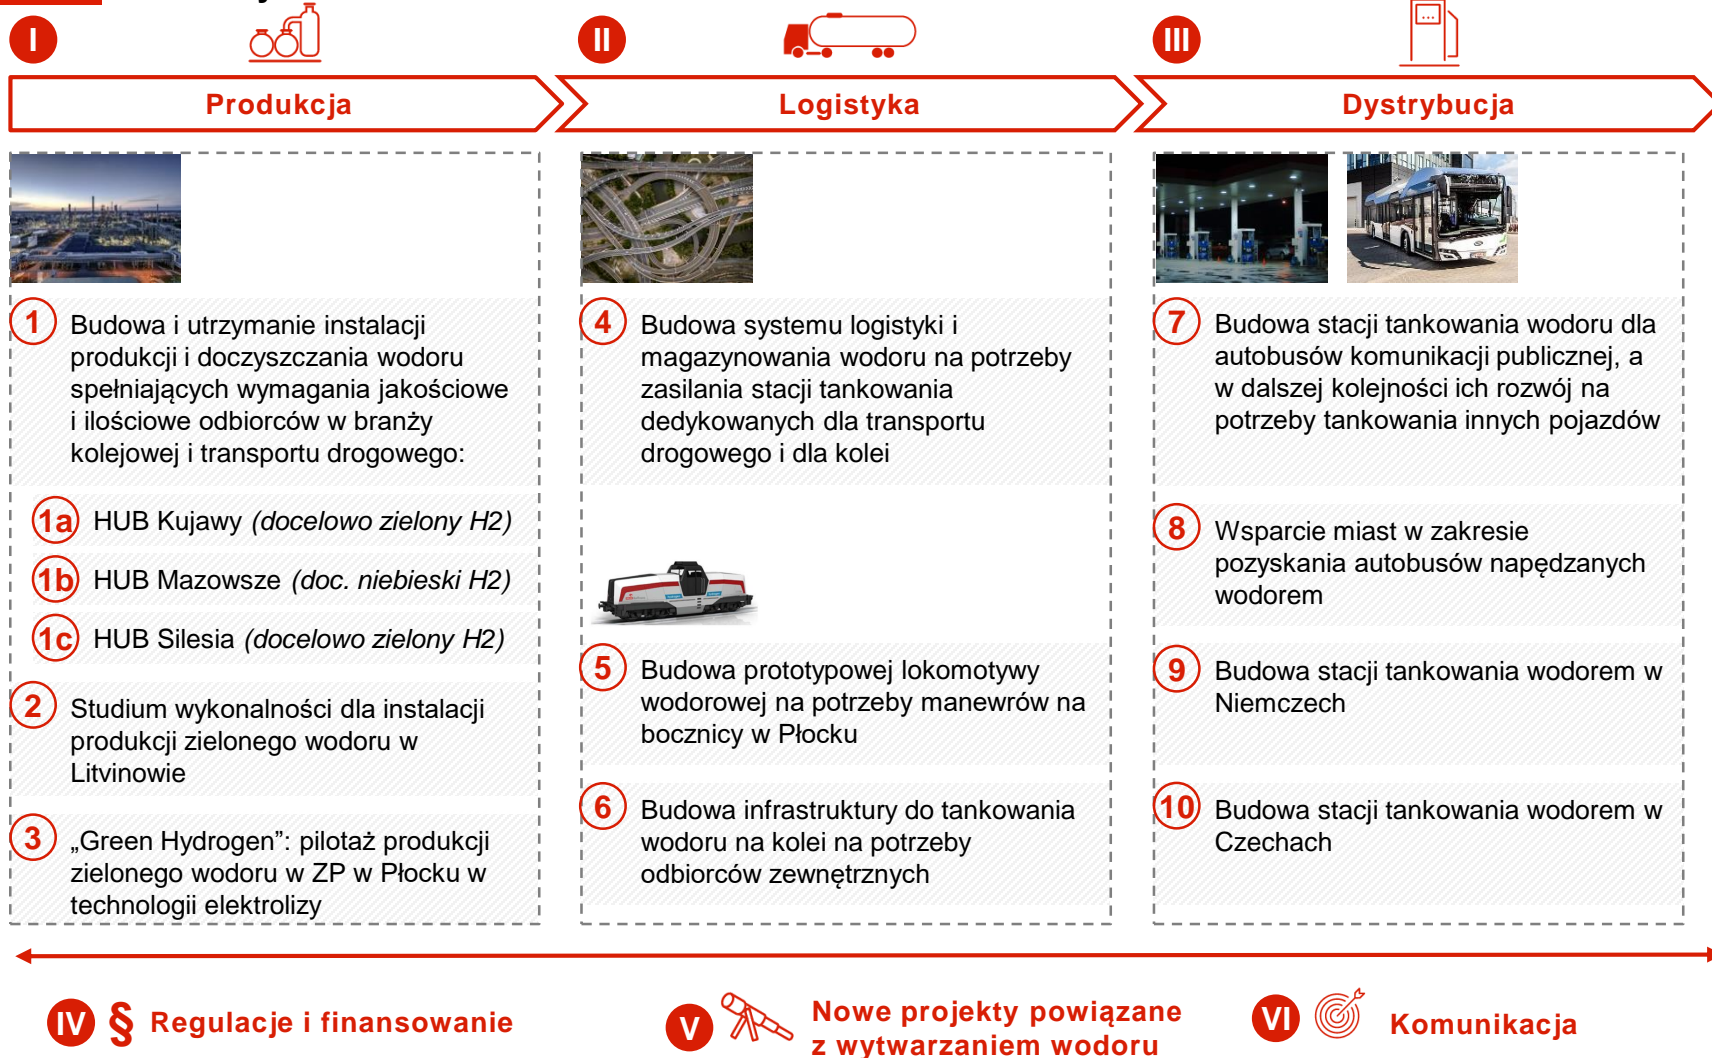 I
II
III
Produkcja
Logistyka
Dystrybucja
1
Budowa i utrzymanie instalacji
produkcji i doczyszczania wodoru
spełniających wymagania jakościowe
i ilościowe odbiorców w branży
kolejowej i transportu drogowego:
1a HUB Kujawy (docelowo zielony H2)
1b HUB Mazowsze (doc. niebieski H2)
1c HUB Silesia (docelowo zielony H2)
2
Studium wykonalności dla instalacji
produkcji zielonego wodoru w
Litvinowie
3
„Green Hydrogen”: pilotaż produkcji
zielonego wodoru w ZP w Płocku w
technologii elektrolizy
4
Budowa systemu logistyki i
magazynowania wodoru na potrzeby
zasilania stacji tankowania
dedykowanych dla transportu
drogowego i dla kolei
5
Budowa prototypowej lokomotywy
wodorowej na potrzeby manewrów na
bocznicy w Płocku
6
Budowa infrastruktury do tankowania
wodoru na kolei na potrzeby
odbiorców zewnętrznych
7
Budowa stacji tankowania wodoru dla
autobusów komunikacji publicznej, a
w dalszej kolejności ich rozwój na
potrzeby tankowania innych pojazdów
8
Wsparcie miast w zakresie
pozyskania autobusów napędzanych
wodorem
9
Budowa stacji tankowania wodorem w
Niemczech
10
Budowa stacji tankowania wodorem w
Czechach
IV § Regulacje i finansowanie
V
Nowe projekty powiązane
z wytwarzaniem wodoru
VI Komunikacja